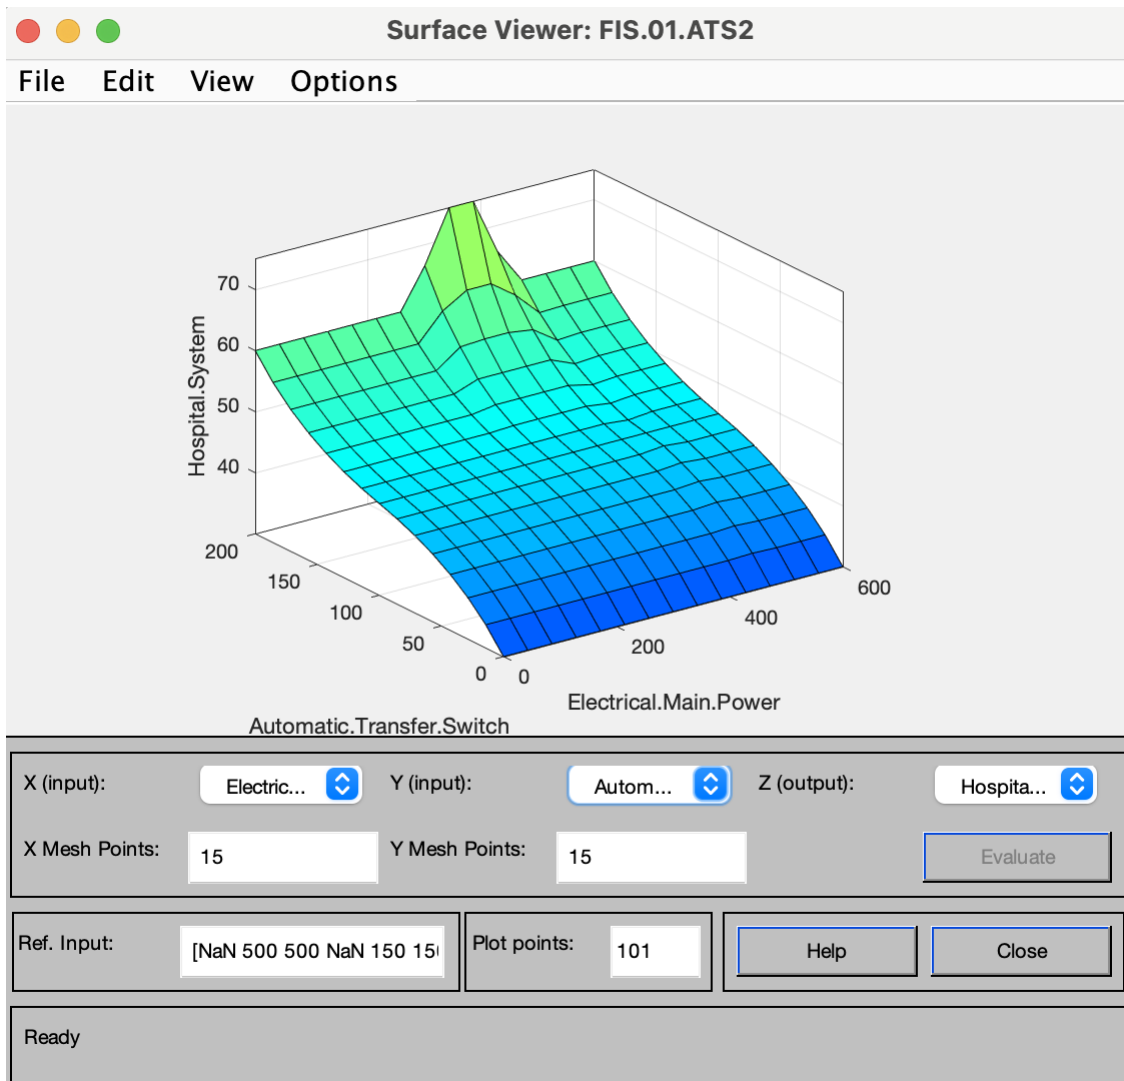 Surface Viewer: FIS.01.ATS2
File Edit View Options
70
60
50
40
Hospital.System
200
150
100
50
0
0
200
400
600
Electrical.Main.Power
Automatic.Transfer.Switch
X (input): Electric... Y (input): Autom... Z (output): Hospita...
X Mesh Points: 15 Y Mesh Points: 15 Evaluate
Ref. Input: [NaN 500 500 NaN 150 Plot points: 101 Help Close
Ready